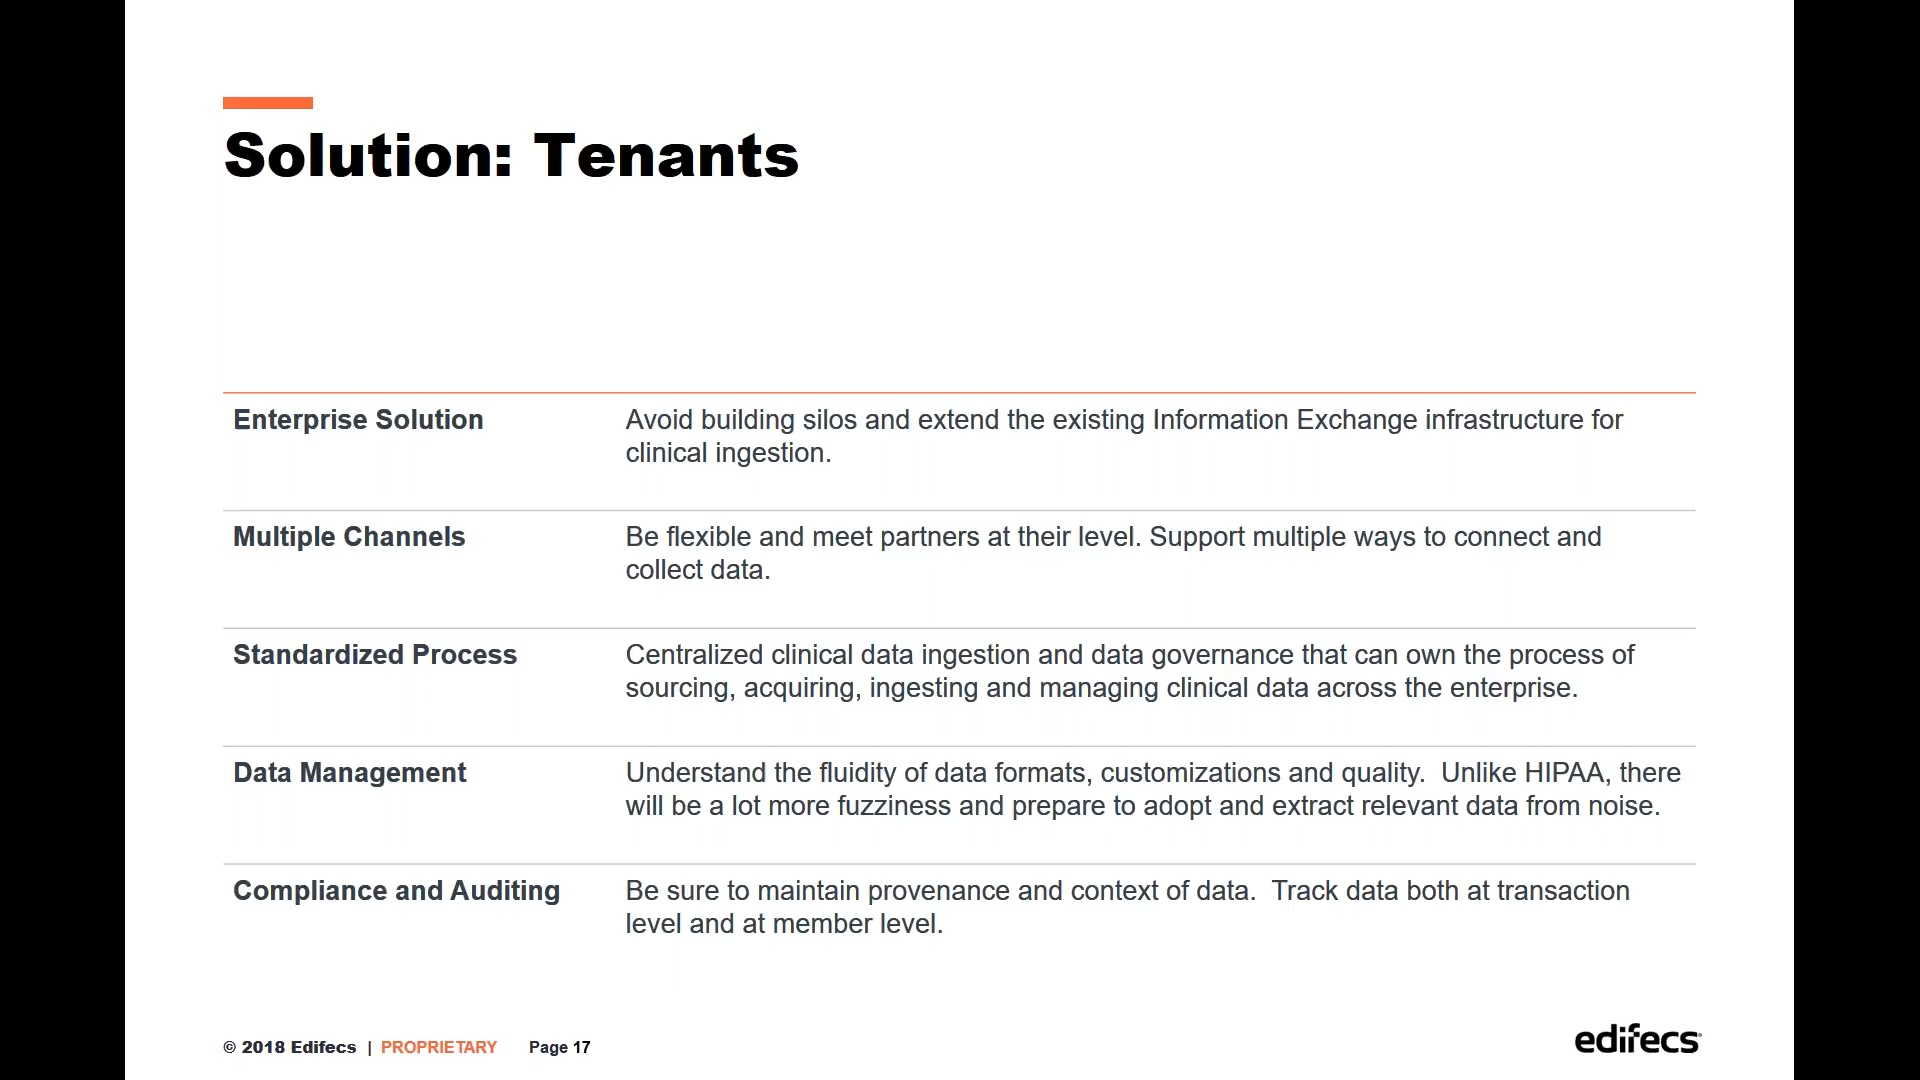 Solution: Tenants
Enterprise Solution
Avoid building silos and extend the existing Information Exchange infrastructure for
clinical ingestion.
Multiple Channels
Be flexible and meet partners at their level. Support multiple ways to connect and
collect data.
Standardized Process
Centralized clinical data ingestion and data governance that can own the process of
sourcing, acquiring, ingesting and managing clinical data across the enterprise.
Data Management
Understand the fluidity of data formats, customizations and quality.  Unlike HIPAA, there
will be a lot more fuzziness and prepare to adopt and extract relevant data from noise.
Compliance and Auditing
Be sure to maintain provenance and context of data.  Track data both at transaction
level and at member level.
© 2018 Edifecs | PROPRIETARY Page 17
edifecs